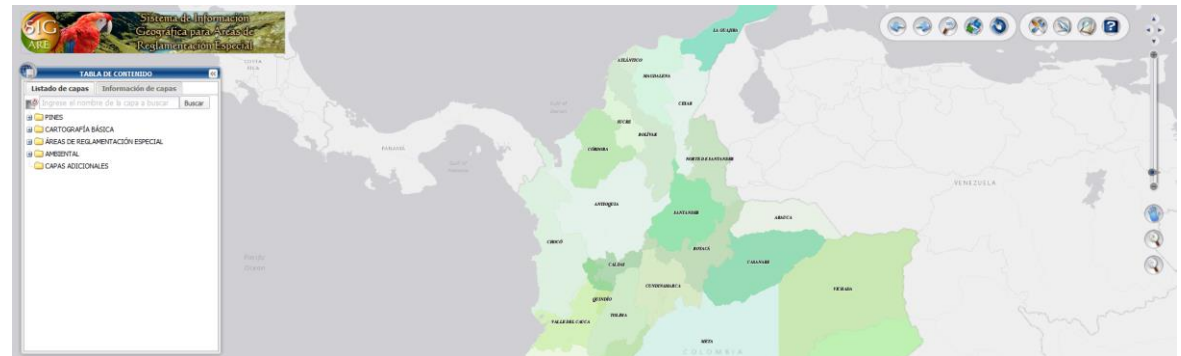 SIG
ARE
Sistema de Información
Geográfica para Áreas de
Reglamentación Especial
TABLA DE CONTENIDO
Listado de capas
Información de capas
Ingrese el nombre de la capa a buscar
Buscar
PINES
CARTOGRAFÍA BÁSICA
ÁREAS DE REGLAMENTACIÓN ESPECIAL
AMBIENTAL
CAPAS ADICIONALES
COSTA
RICA
PANAMÁ
LA GUAJIRA
ATLÁNTICO
MAGDALENA
CESAR
SUCRE
BOLÍVAR
CÓRDOBA
NORTE DE SANTANDER
VENEZUELA
ANTIOQUIA
SANTANDER
ARAUCA
CHOCÓ
BOYACÁ
CASANARE
CALDAS
CUNDINAMARCA
VICHADA
QUINDÍO
TOLIMA
VALLE DEL CAUCA
META
COLOMBIA